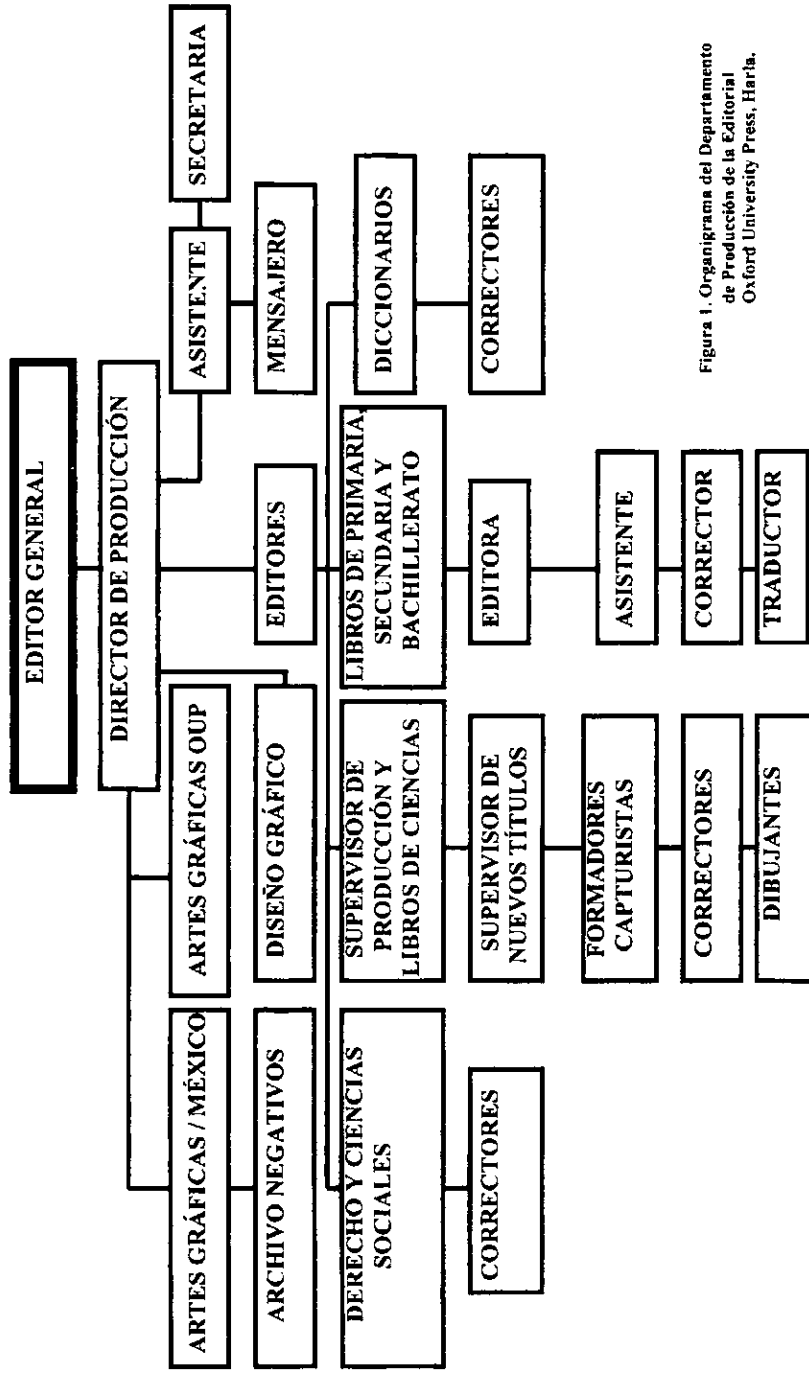 EDITOR GENERAL
DIRECTOR DE PRODUCCIÓN
ARTES GRÁFICAS / MÉXICO
ARTES GRÁFICAS OUP
ASISTENTE
SECRETARIA
ARCHIVO NEGATIVOS
DISEÑO GRÁFICO
EDITORES
MENSAJERO
DERECHO Y CIENCIAS
SOCIALES
SUPERVISOR DE
PRODUCCIÓN Y
LIBROS DE CIENCIAS
LIBROS DE PRIMARIA,
SECUNDARIA Y
BACHILLERATO
DICCIONARIOS
CORRECTORES
SUPERVISOR DE
NUEVOS TÍTULOS
EDITORA
CORRECTORES
FORMADORES
CAPTURISTAS
ASISTENTE
CORRECTORES
CORRECTOR
DIBUJANTES
TRADUCTOR
Figura 1. Organigrama del Departamento
de Producción de la Editorial
Oxford University Press, Harla.